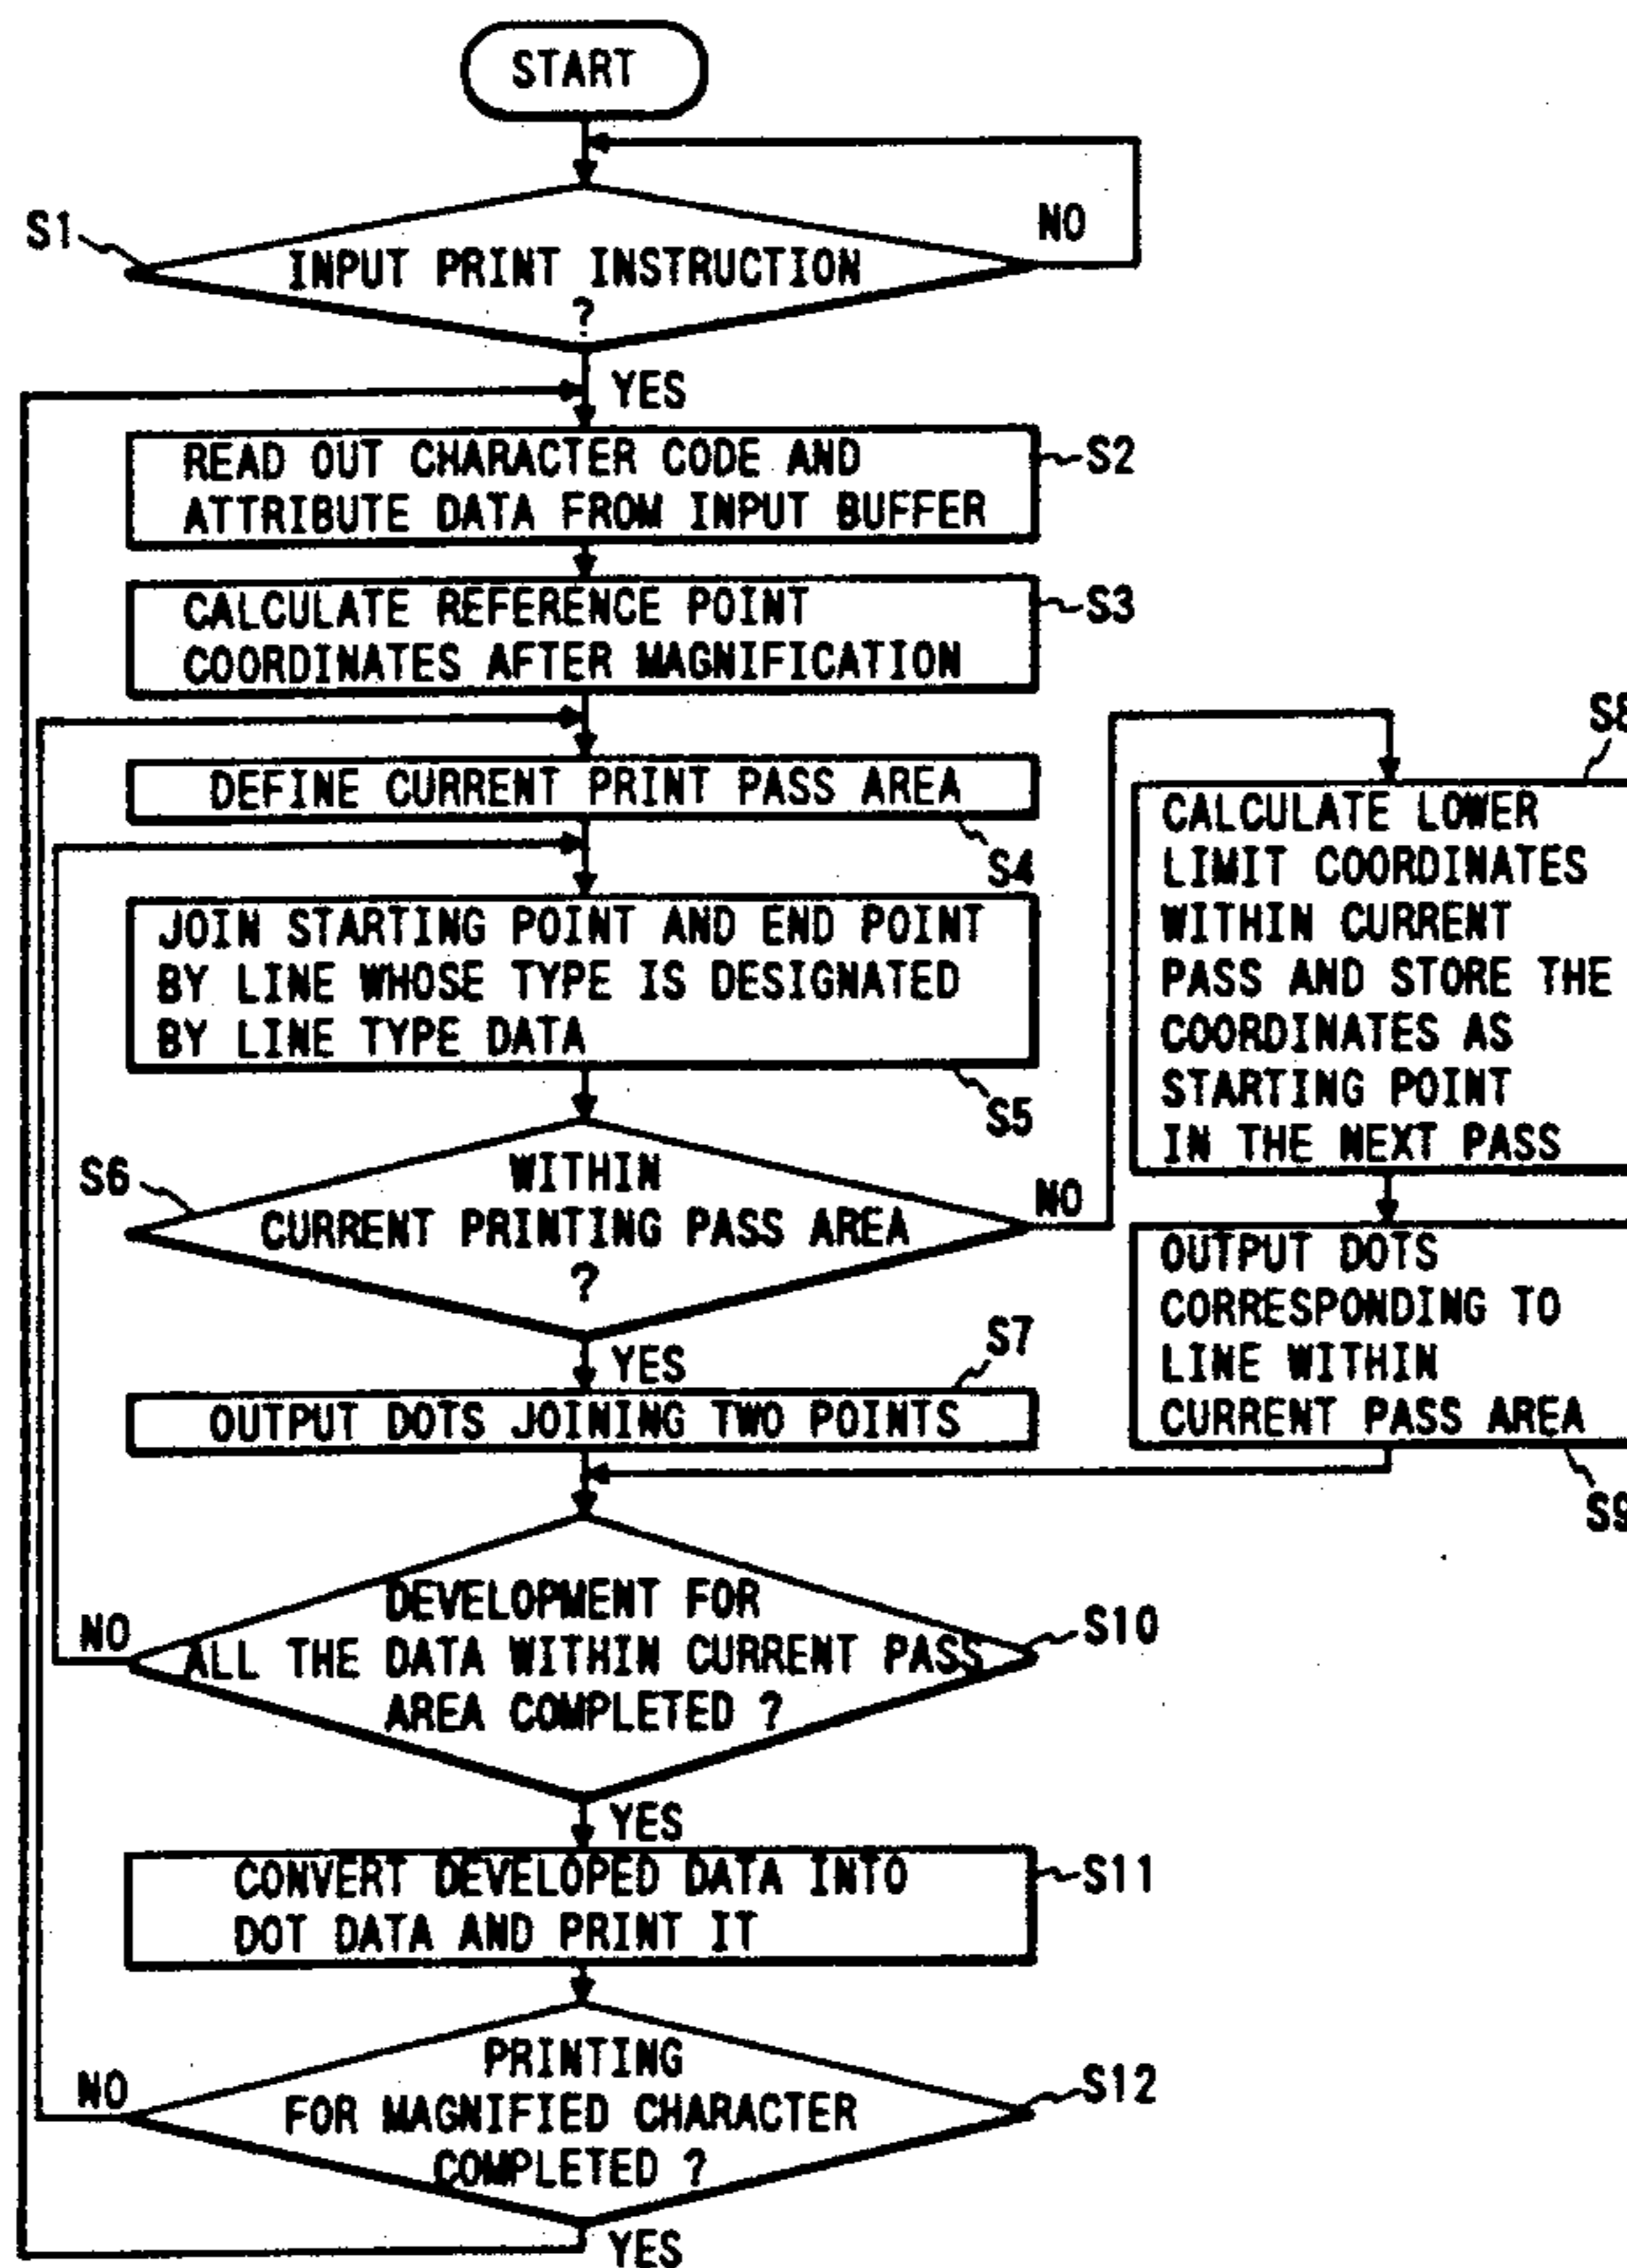 START
S1
NO
INPUT PRINT INSTRUCTION
?
YES
READ OUT CHARACTER CODE AND
ATTRIBUTE DATA FROM INPUT BUFFER
S2
CALCULATE REFERENCE POINT
COORDINATES AFTER MAGNIFICATION
S3
DEFINE CURRENT PRINT PASS AREA
S4
JOIN STARTING POINT AND END POINT
BY LINE WHOSE TYPE IS DESIGNATED
BY LINE TYPE DATA
S5
S6
WITHIN
CURRENT PRINTING PASS AREA
?
NO
YES
S7
OUTPUT DOTS JOINING TWO POINTS
S8
CALCULATE LOWER
LIMIT COORDINATES
WITHIN CURRENT
PASS AND STORE THE
COORDINATES AS
STARTING POINT
IN THE NEXT PASS
OUTPUT DOTS
CORRESPONDING TO
LINE WITHIN
CURRENT PASS AREA
S9
NO
DEVELOPMENT FOR
ALL THE DATA WITHIN CURRENT PASS
AREA COMPLETED ?
S10
YES
CONVERT DEVELOPED DATA INTO
DOT DATA AND PRINT IT
S11
NO
PRINTING
FOR MAGNIFIED CHARACTER
COMPLETED ?
S12
YES